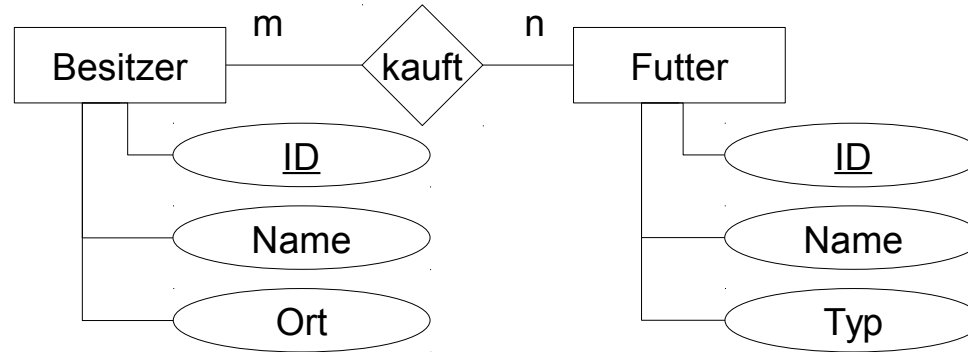 m n
Besitzer kauft Futter
ID ID
Name Name
Ort Typ